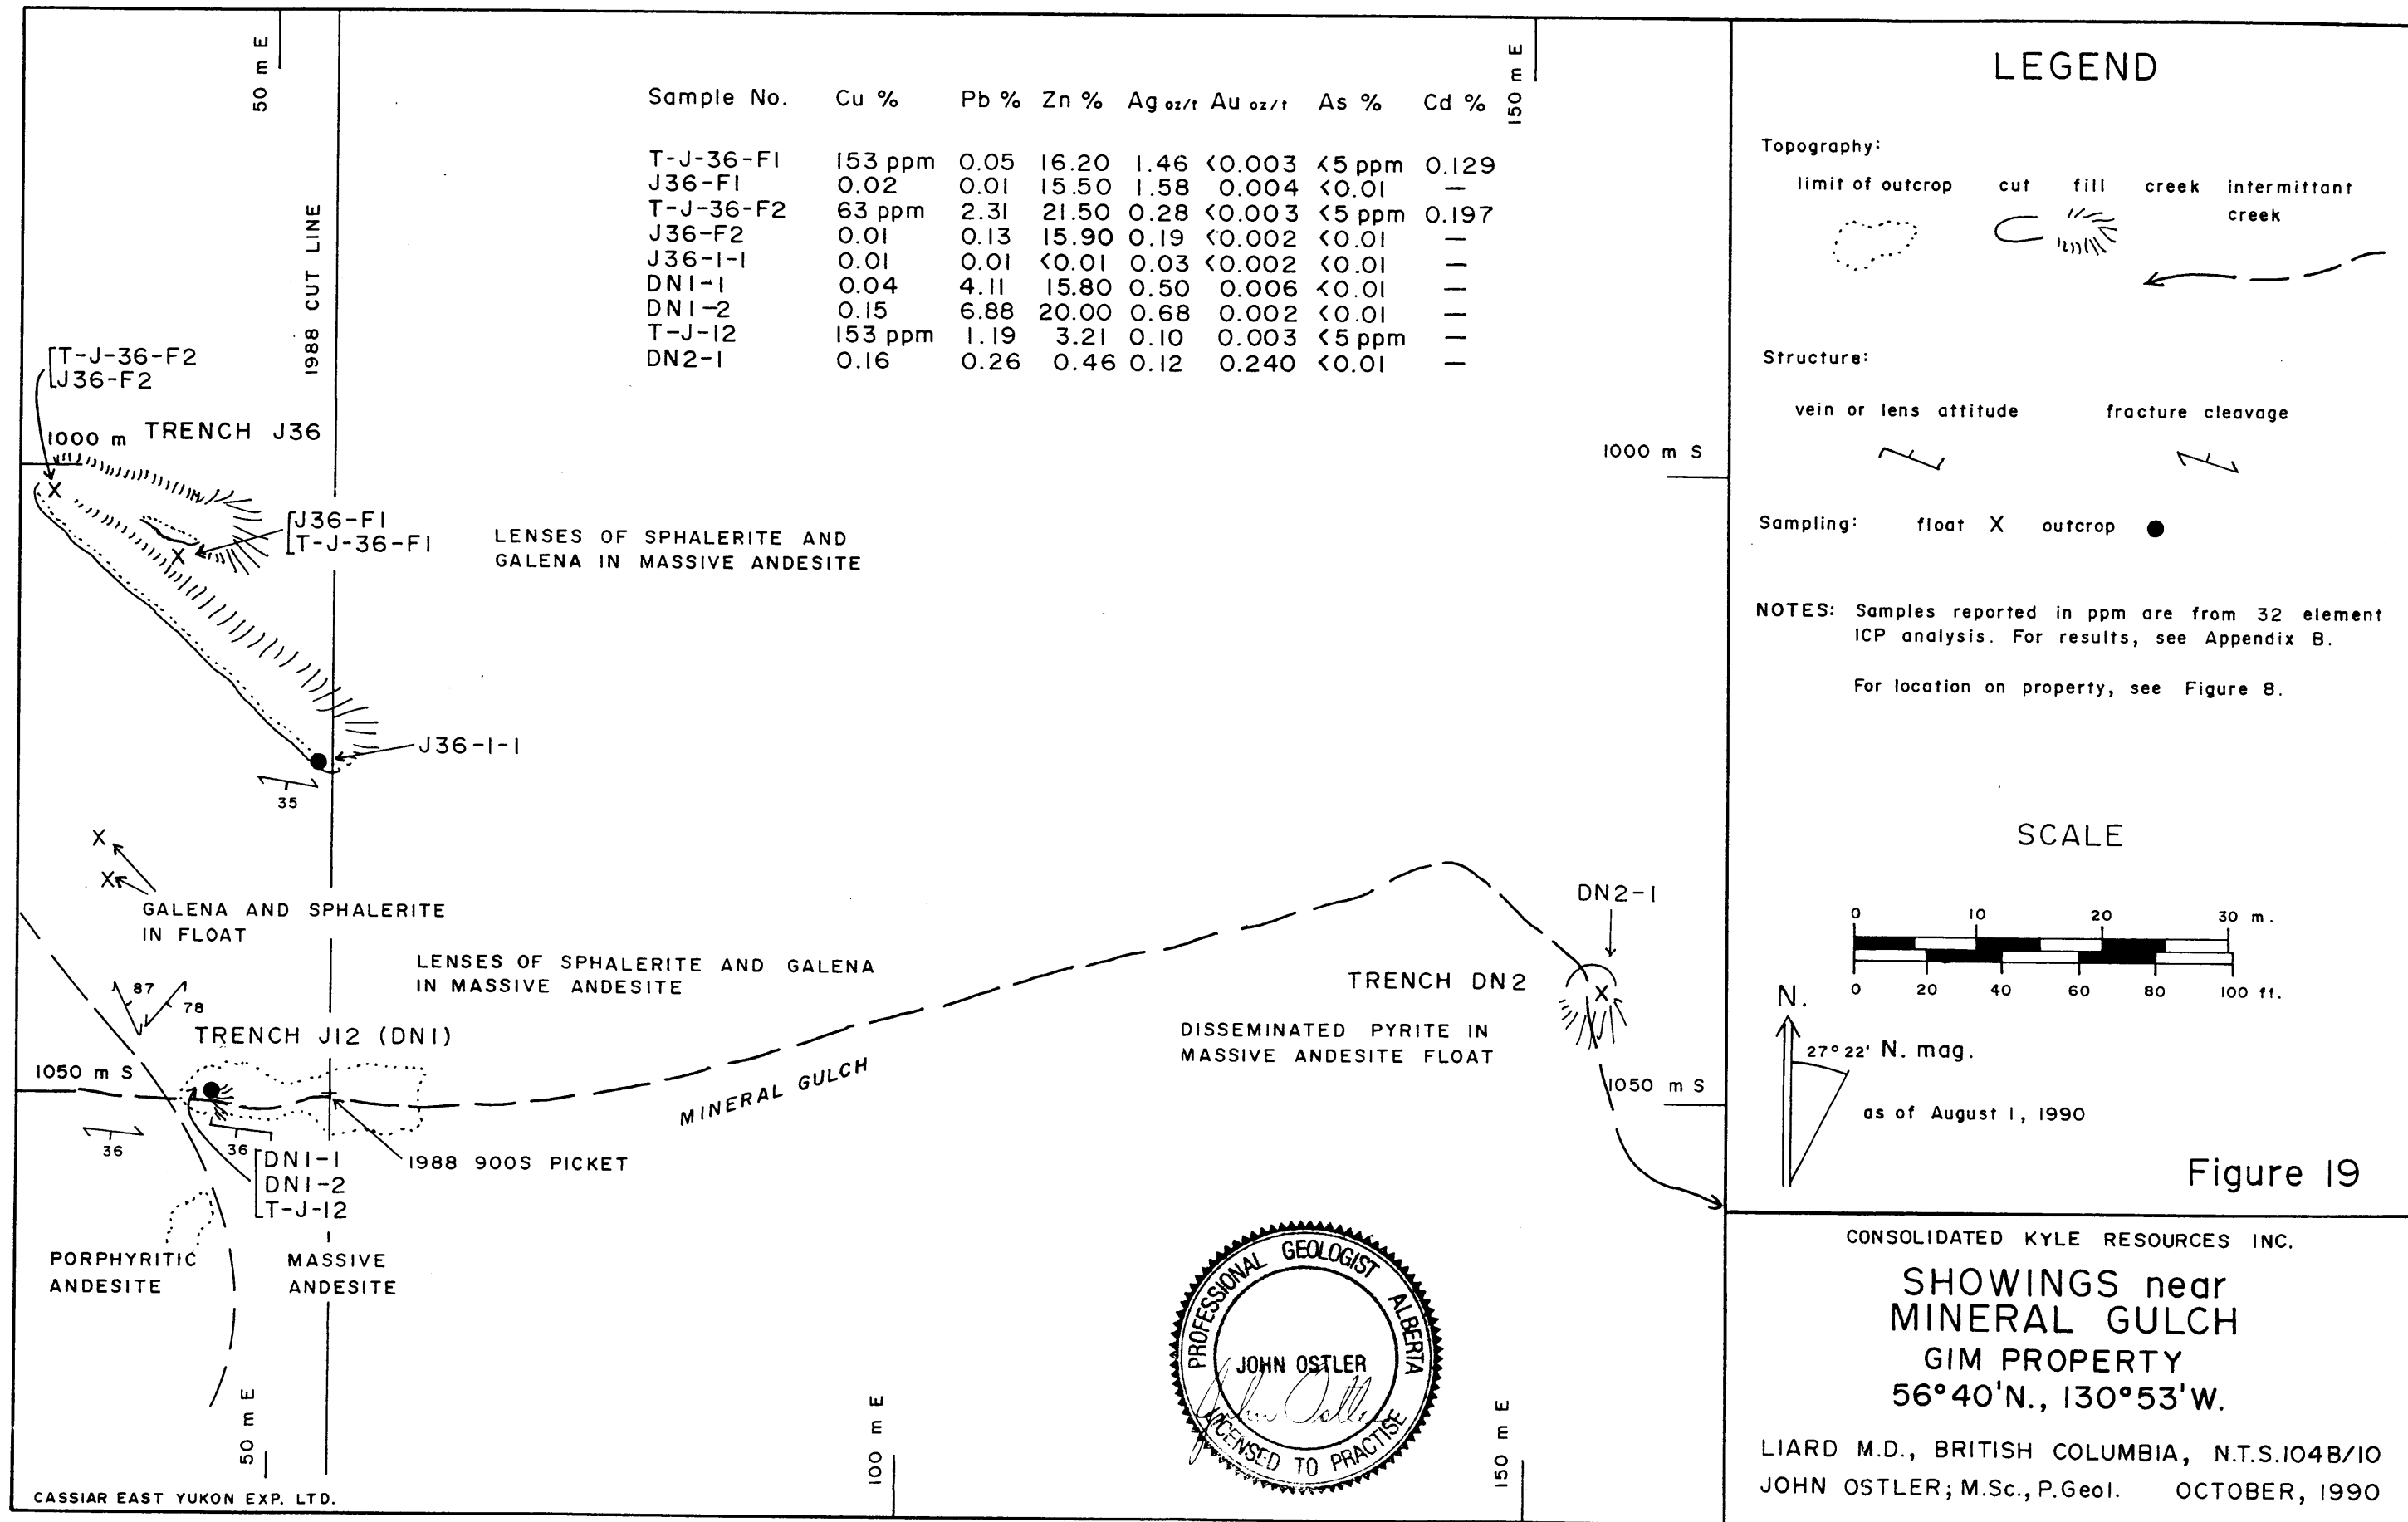 50 m E
150 m E
1988 CUT LINE
Sample No. Cu % Pb % Zn % Ag oz/t Au oz/t As % Cd %
T-J-36-F1 153 ppm 0.05 16.20 1.46 <0.003 <5 ppm 0.129
J36-F1 0.02 0.01 15.50 1.58 0.004 <0.01 —
T-J-36-F2 63 ppm 2.31 21.50 0.28 <0.003 <5 ppm 0.197
J36-F2 0.01 0.13 15.90 0.19 <0.002 <0.01 —
J36-1-1 0.01 0.01 <0.01 0.03 <0.002 <0.01 —
DN1-1 0.04 4.11 15.80 0.50 0.006 <0.01 —
DN1-2 0.15 6.88 20.00 0.68 0.002 <0.01 —
T-J-12 153 ppm 1.19 3.21 0.10 0.003 <5 ppm —
DN2-1 0.16 0.26 0.46 0.12 0.240 <0.01 —
T-J-36-F2
J36-F2
1000 m TRENCH J36
1000 m S
J36-F1
T-J-36-F1
LENSES OF SPHALERITE AND
GALENA IN MASSIVE ANDESITE
J36-1-1
35
GALENA AND SPHALERITE
IN FLOAT
LENSES OF SPHALERITE AND GALENA
IN MASSIVE ANDESITE
87
78
TRENCH J12 (DN1)
1050 m S
36
36
DN1-1
DN1-2
T-J-12
1988 900S PICKET
MINERAL GULCH
DN2-1
TRENCH DN2
DISSEMINATED PYRITE IN
MASSIVE ANDESITE FLOAT
1050 m S
PORPHYRITIC
ANDESITE
MASSIVE
ANDESITE
50 m E
100 m E
150 m E
CASSIAR EAST YUKON EXP. LTD.
PROFESSIONAL GEOLOGIST ALBERTA
JOHN OSTLER
John Ostler
LICENSED TO PRACTISE
LEGEND
Topography:
limit of outcrop cut fill creek intermittant
creek
Structure:
vein or lens attitude fracture cleavage
Sampling: float X outcrop
NOTES: Samples reported in ppm are from 32 element
ICP analysis. For results, see Appendix B.
For location on property, see Figure 8.
SCALE
0 10 20 30 m.
0 20 40 60 80 100 ft.
N.
27° 22' N. mag.
as of August 1, 1990
Figure 19
CONSOLIDATED KYLE RESOURCES INC.
SHOWINGS near
MINERAL GULCH
GIM PROPERTY
56°40'N., 130°53'W.
LIARD M.D., BRITISH COLUMBIA, N.T.S.104B/10
JOHN OSTLER; M.Sc., P.Geol. OCTOBER, 1990